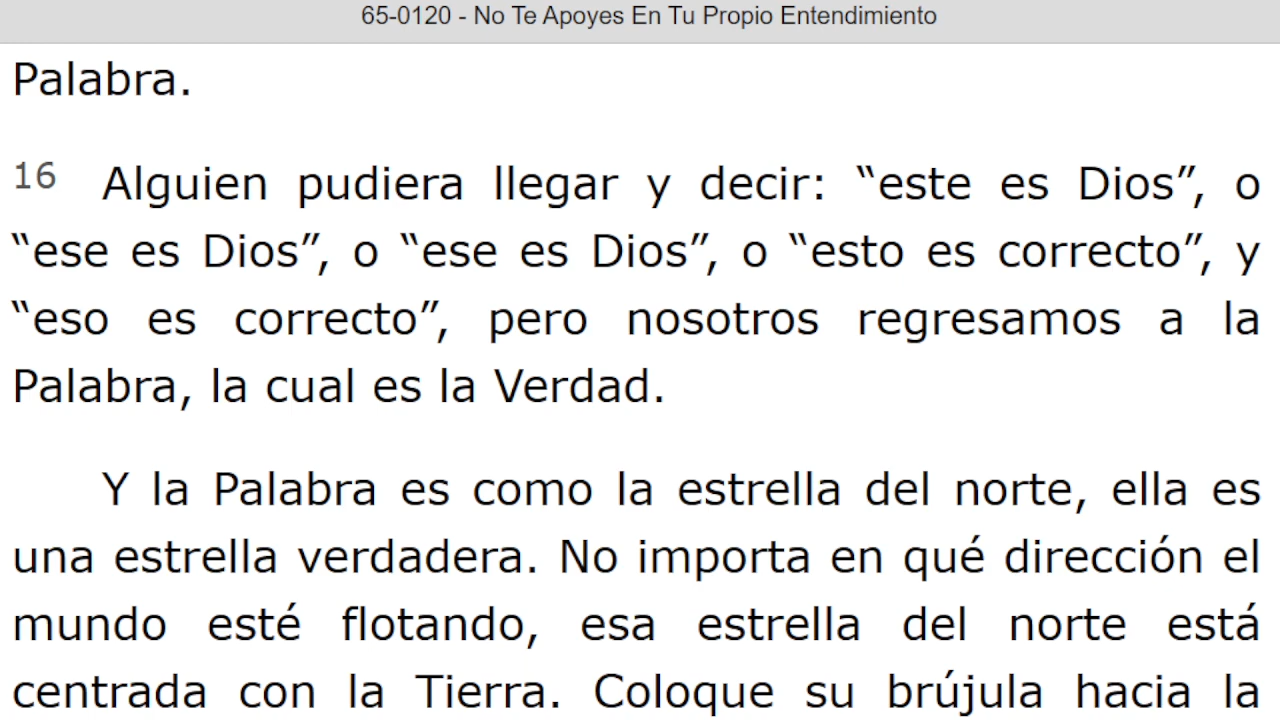 65-0120 - No Te Apoyes En Tu Propio Entendimiento
Palabra.
16 Alguien pudiera llegar y decir: “este es Dios”, o
“ese es Dios”, o “ese es Dios”, o “esto es correcto”, y
“eso es correcto”, pero nosotros regresamos a la
Palabra, la cual es la Verdad.
Y la Palabra es como la estrella del norte, ella es
una estrella verdadera. No importa en qué dirección el
mundo esté flotando, esa estrella del norte está
centrada con la Tierra. Coloque su brújula hacia la